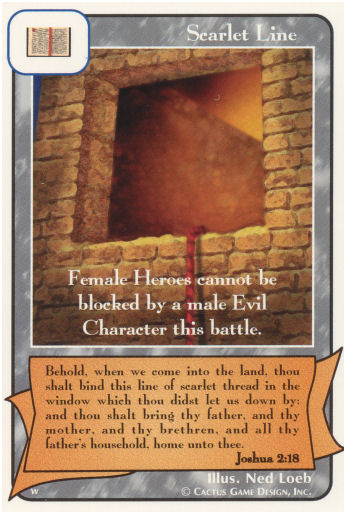 Scarlet Line
Female Heroes cannot be
blocked by a male Evil
Character this battle.
Behold, when we come into the land, thou
shalt bind this line of scarlet thread in the
window which thou didst let us down by:
and thou shalt bring thy father, and thy
mother, and thy brethren, and all thy
father's household, home unto thee.
Joshua 2:18
Illus. Ned Loeb
W © Cactus Game Design, Inc.